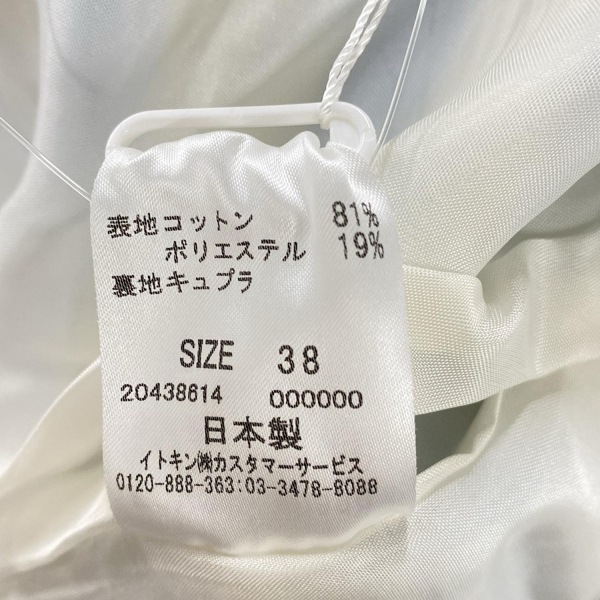 表地コットン 81%
ポリエステル 19%
裏地キュプラ
SIZE 38
20438614 000000
日本製
イトキン㈱カスタマーサービス
0120-888-363:03-3478-8088